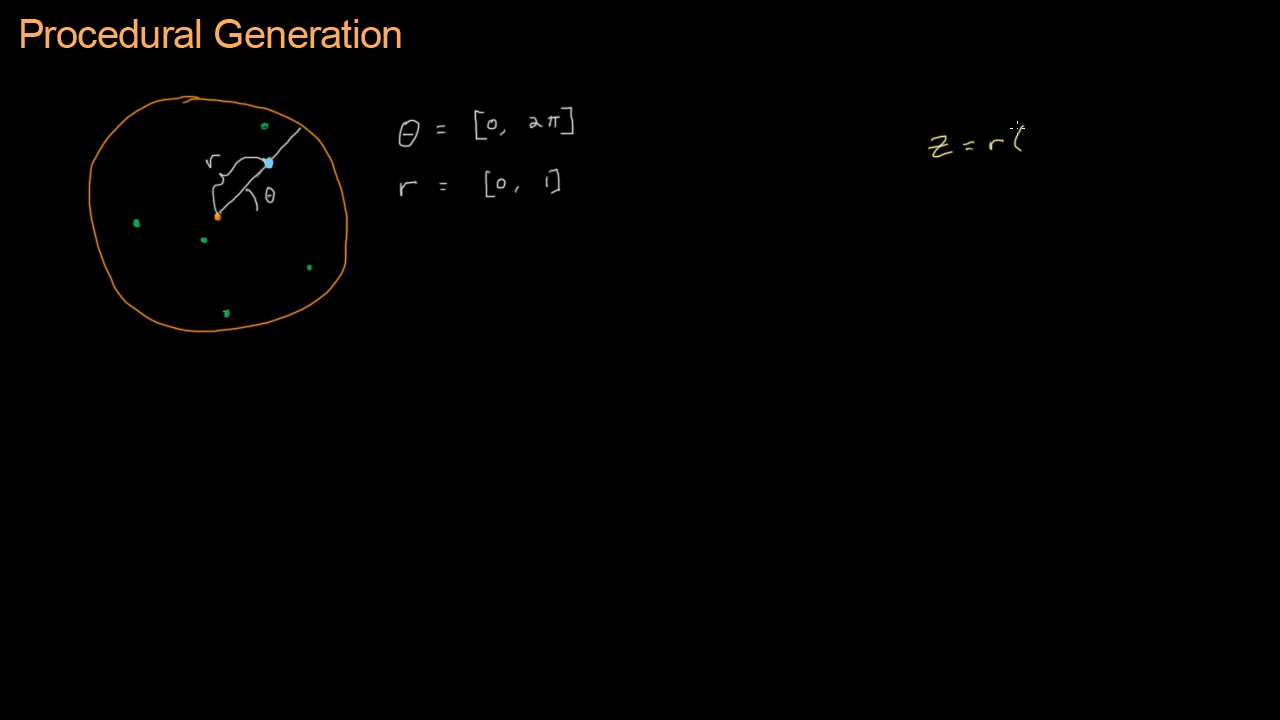 Procedural Generation
θ = [0, 2π]
r = [0, 1]
r
θ
z = r (